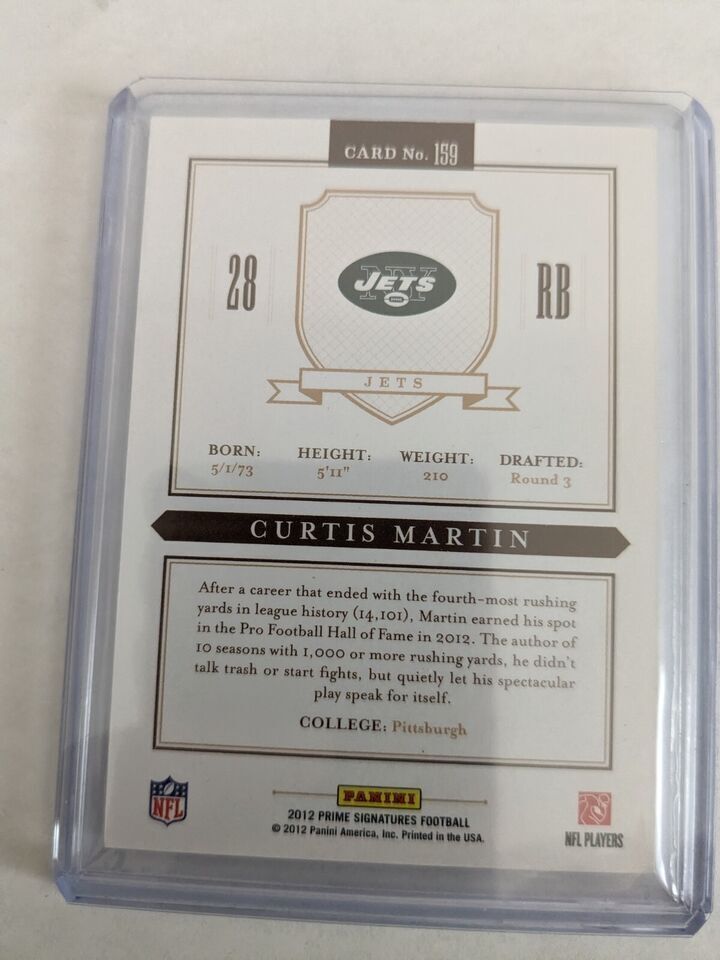 CARD No. 159
28
NY
JETS
RB
JETS
BORN: HEIGHT: WEIGHT: DRAFTED:
5/1/73 5'11" 210 Round 3
CURTIS MARTIN
After a career that ended with the fourth-most rushing
yards in league history (14,101), Martin earned his spot
in the Pro Football Hall of Fame in 2012. The author of
10 seasons with 1,000 or more rushing yards, he didn't
talk trash or start fights, but quietly let his spectacular
play speak for itself.
COLLEGE: Pittsburgh
NFL
PANINI
2012 PRIME SIGNATURES FOOTBALL
© 2012 Panini America, Inc. Printed in the USA.
NFL PLAYERS